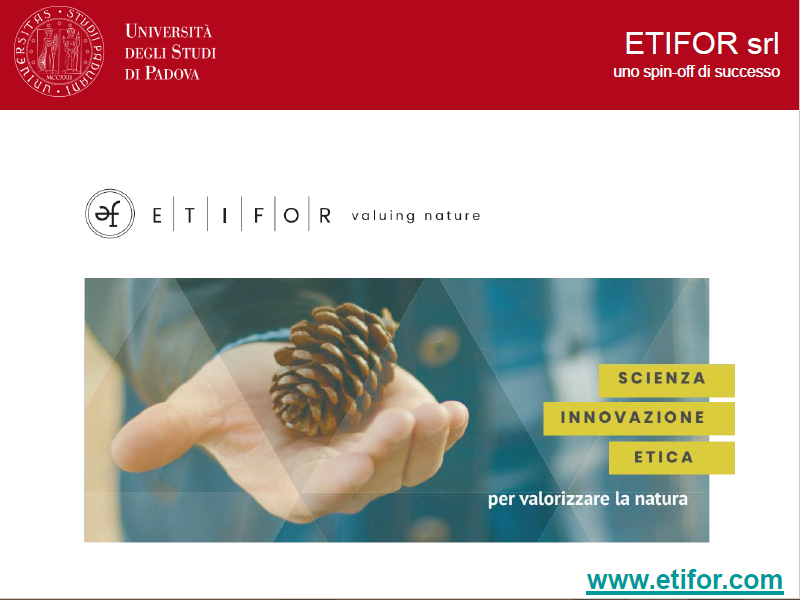 UNIVERSITÀ
DEGLI STUDI
DI PADOVA
ETIFOR srl
uno spin-off di successo
ETIFOR valuing nature
SCIENZA
INNOVAZIONE
ETICA
per valorizzare la natura
www.etifor.com